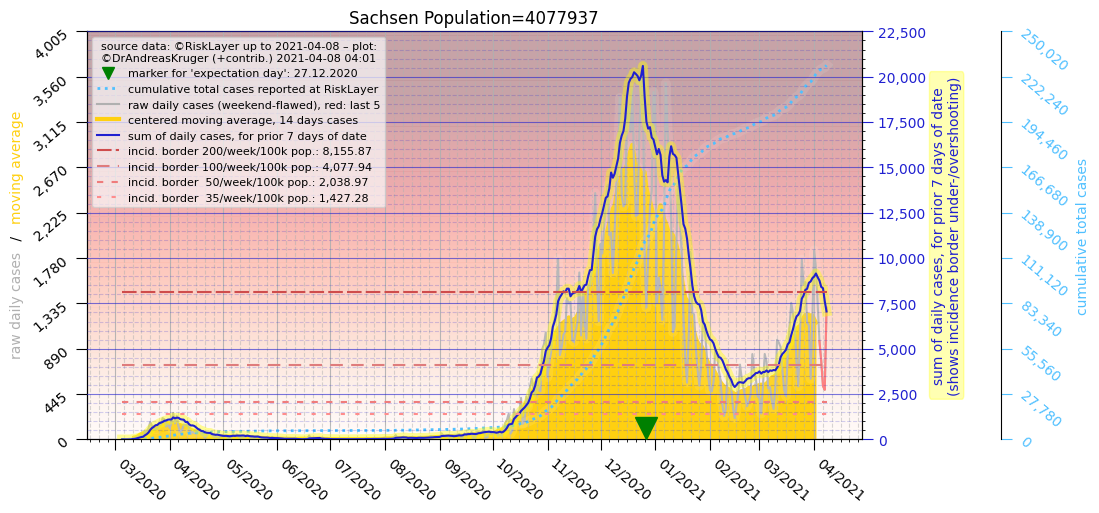 Sachsen Population=4077937
source data: ©RiskLayer up to 2021-04-08 – plot:
©DrAndreasKruger (+contrib.) 2021-04-08 04:01
marker for 'expectation day': 27.12.2020
cumulative total cases reported at RiskLayer
raw daily cases (weekend-flawed), red: last 5
centered moving average, 14 days cases
sum of daily cases, for prior 7 days of date
incid. border 200/week/100k pop.: 8,155.87
incid. border 100/week/100k pop.: 4,077.94
incid. border  50/week/100k pop.: 2,038.97
incid. border  35/week/100k pop.: 1,427.28
raw daily cases / moving average
4,005
3,560
3,115
2,670
2,225
1,780
1,335
890
445
0
03/2020
04/2020
05/2020
06/2020
07/2020
08/2020
09/2020
10/2020
11/2020
12/2020
01/2021
02/2021
03/2021
04/2021
22,500
20,000
17,500
15,000
12,500
10,000
7,500
5,000
2,500
0
sum of daily cases, for prior 7 days of date
(shows incidence border under-/overshooting)
250,020
222,240
194,460
166,680
138,900
111,120
83,340
55,560
27,780
0
cumulative total cases